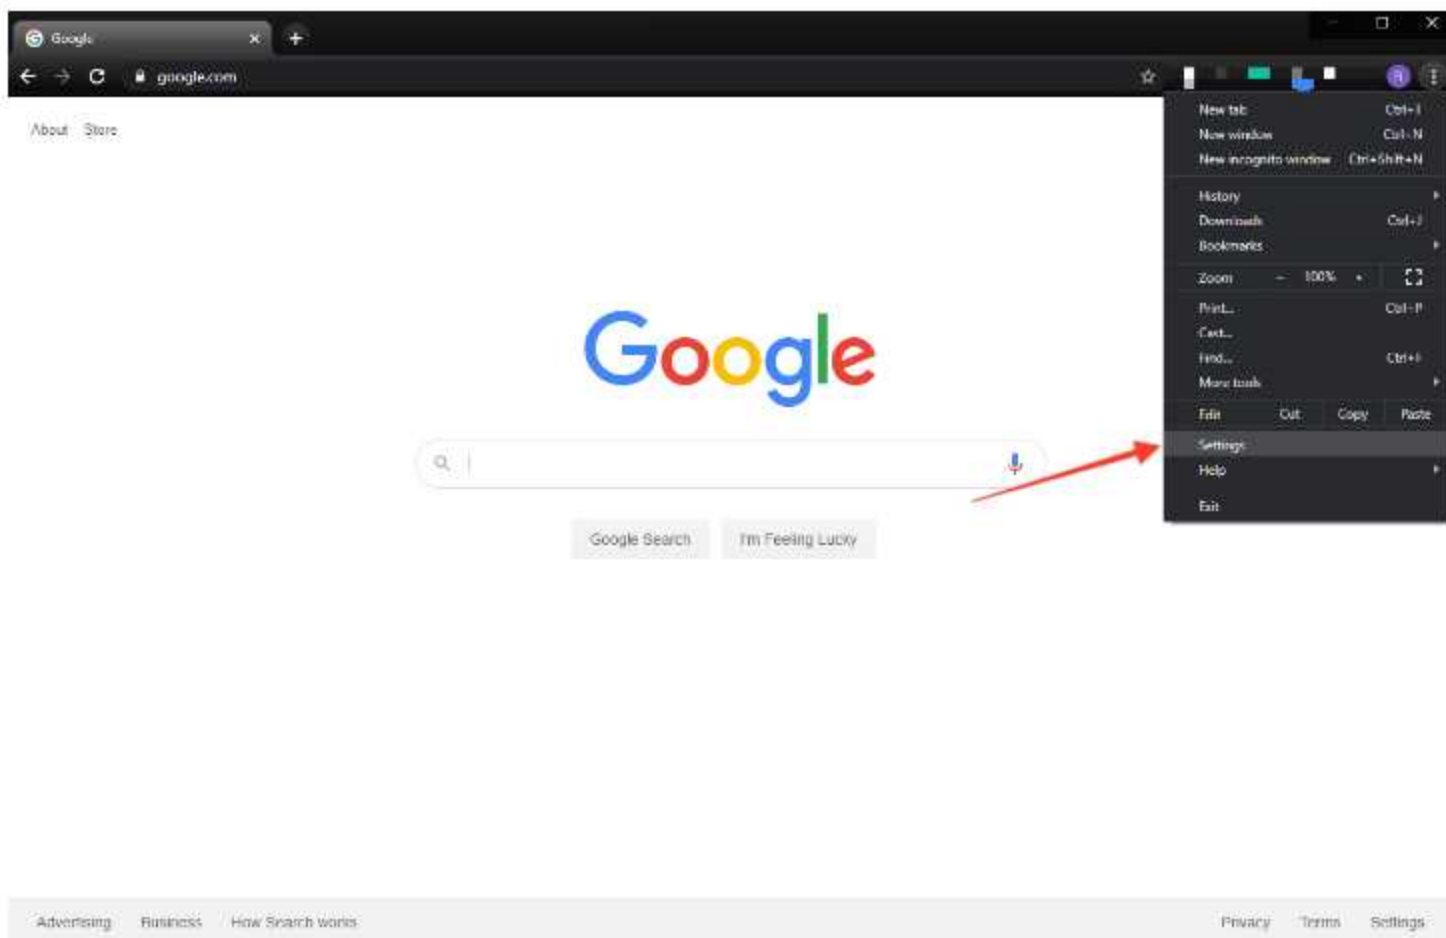 Google
google.com
About Store
New tab Ctrl+T
New window Ctrl+N
New incognito window Ctrl+Shift+N
History
Downloads Ctrl+J
Bookmarks
Zoom - 100% +
Print... Ctrl+P
Cast...
Find... Ctrl+F
More tools
Edit Cut Copy Paste
Settings
Help
Exit
Google
Google Search I'm Feeling Lucky
Advertising Business How Search works Privacy Terms Settings